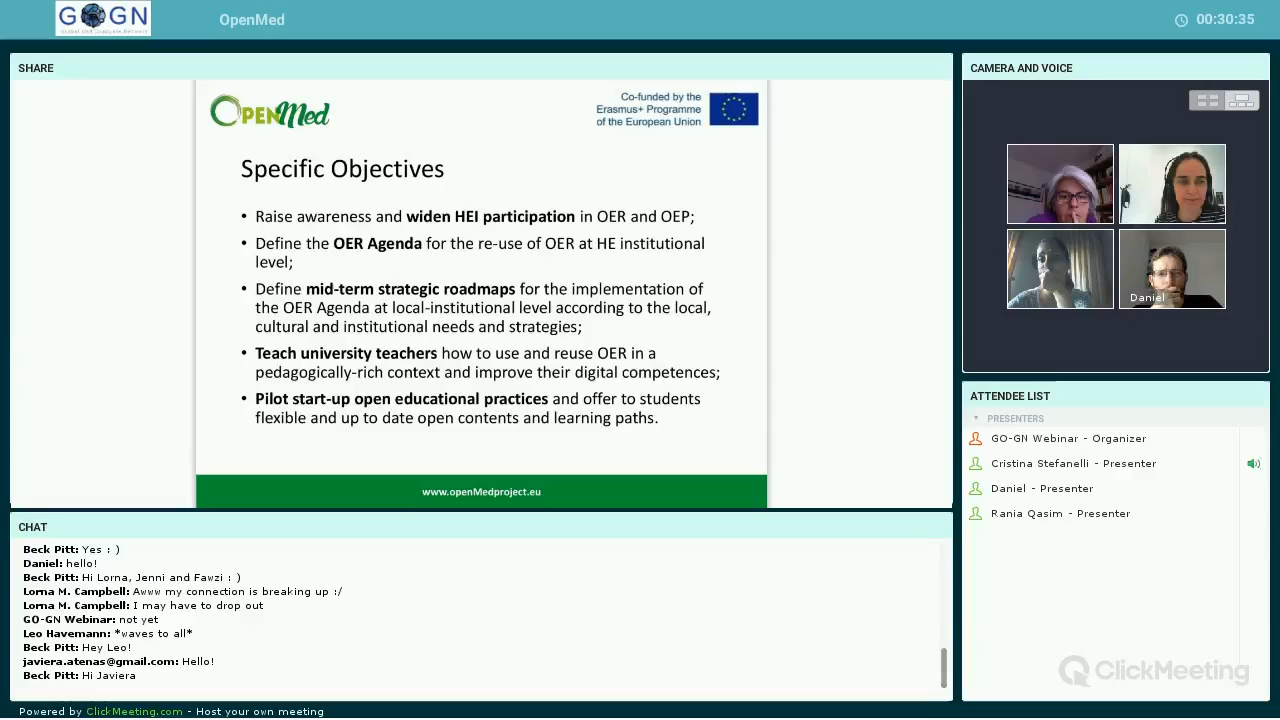 GO GN
OpenMed
00:30:35
SHARE
OPENMed
Co-funded by the
Erasmus+ Programme
of the European Union
Specific Objectives
• Raise awareness and widen HEI participation in OER and OEP;
• Define the OER Agenda for the re-use of OER at HE institutional
level;
• Define mid-term strategic roadmaps for the implementation of
the OER Agenda at local-institutional level according to the local,
cultural and institutional needs and strategies;
• Teach university teachers how to use and reuse OER in a
pedagogically-rich context and improve their digital competences;
• Pilot start-up open educational practices and offer to students
flexible and up to date open contents and learning paths.
www.openMedproject.eu
CAMERA AND VOICE
Daniel
ATTENDEE LIST
PRESENTERS
GO-GN Webinar - Organizer
Cristina Stefanelli - Presenter
Daniel - Presenter
Rania Qasim - Presenter
CHAT
Beck Pitt: Yes : )
Daniel: hello!
Beck Pitt: Hi Lorna, Jenni and Fawzi : )
Lorna M. Campbell: Awww my connection is breaking up :/
Lorna M. Campbell: I may have to drop out
GO-GN Webinar: not yet
Leo Havemann: *waves to all*
Beck Pitt: Hey Leo!
javiera.atenas@gmail.com: Hello!
Beck Pitt: Hi Javiera
ClickMeeting
Powered by ClickMeeting.com - Host your own meeting